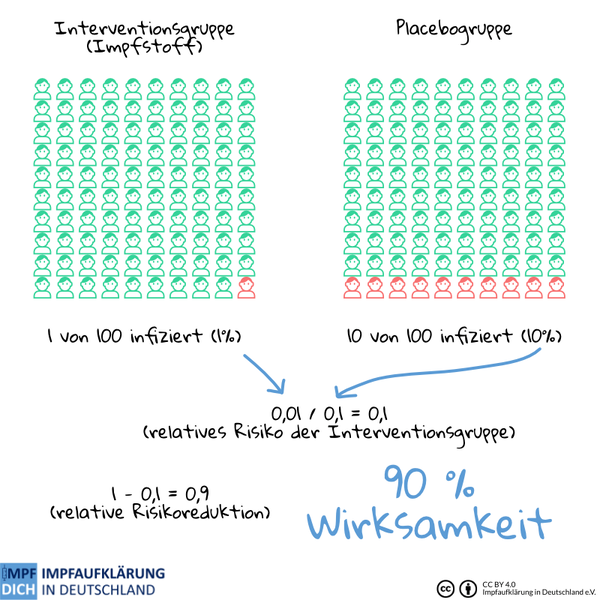 Interventionsgruppe
(Impfstoff)
Placebogruppe
1 von 100 infiziert (1%)
10 von 100 infiziert (10%)
0,01 / 0,1 = 0,1
(relatives Risiko der Interventionsgruppe)
1 - 0,1 = 0,9
(relative Risikoreduktion)
90 %
Wirksamkeit
IMPF
DICH
IMPFAUFKLÄRUNG
IN DEUTSCHLAND
cc
CC BY 4.0
Impfaufklärung in Deutschland e.V.